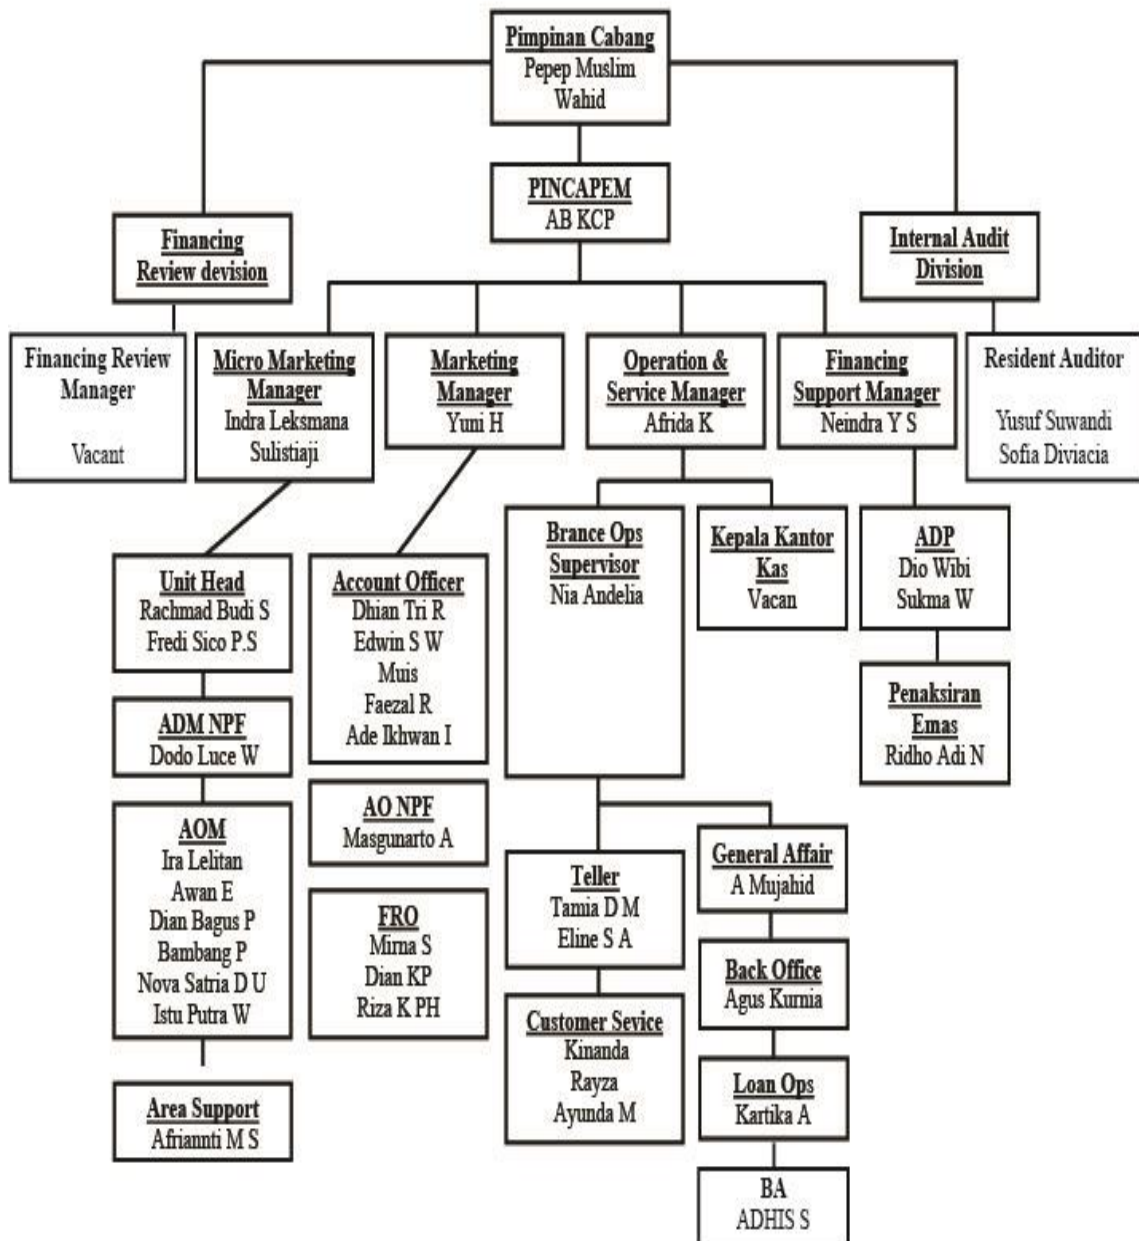 Pimpinan Cabang
Pepep Muslim
Wahid
PINCAPEM
AB KCP
Financing
Review devision
Internal Audit
Division
Financing Review
Manager
Vacant
Micro Marketing
Manager
Indra Leksmana
Sulistiaji
Marketing
Manager
Yuni H
Operation &
Service Manager
Afrida K
Financing
Support Manager
Neindra Y S
Resident Auditor
Yusuf Suwandi
Sofia Diviacia
Unit Head
Rachmad Budi S
Fredi Sico P.S
Account Officer
Dhian Tri R
Edwin S W
Muis
Faezal R
Ade Ikhwan I
Brance Ops
Supervisor
Nia Andelia
Kepala Kantor
Kas
Vacan
ADP
Dio Wibi
Sukma W
ADM NPF
Dodo Luce W
Penaksiran
Emas
Ridho Adi N
AO NPF
Masgunarto A
AOM
Ira Lelitan
Awan E
Dian Bagus P
Bambang P
Nova Satria D U
Istu Putra W
FRO
Mirna S
Dian KP
Riza K PH
Teller
Tamia D M
Eline S A
General Affair
A Mujahid
Back Office
Agus Kurnia
Customer Sevice
Kinanda
Rayza
Ayunda M
Loan Ops
Kartika A
Area Support
Afriannti M S
BA
ADHIS S